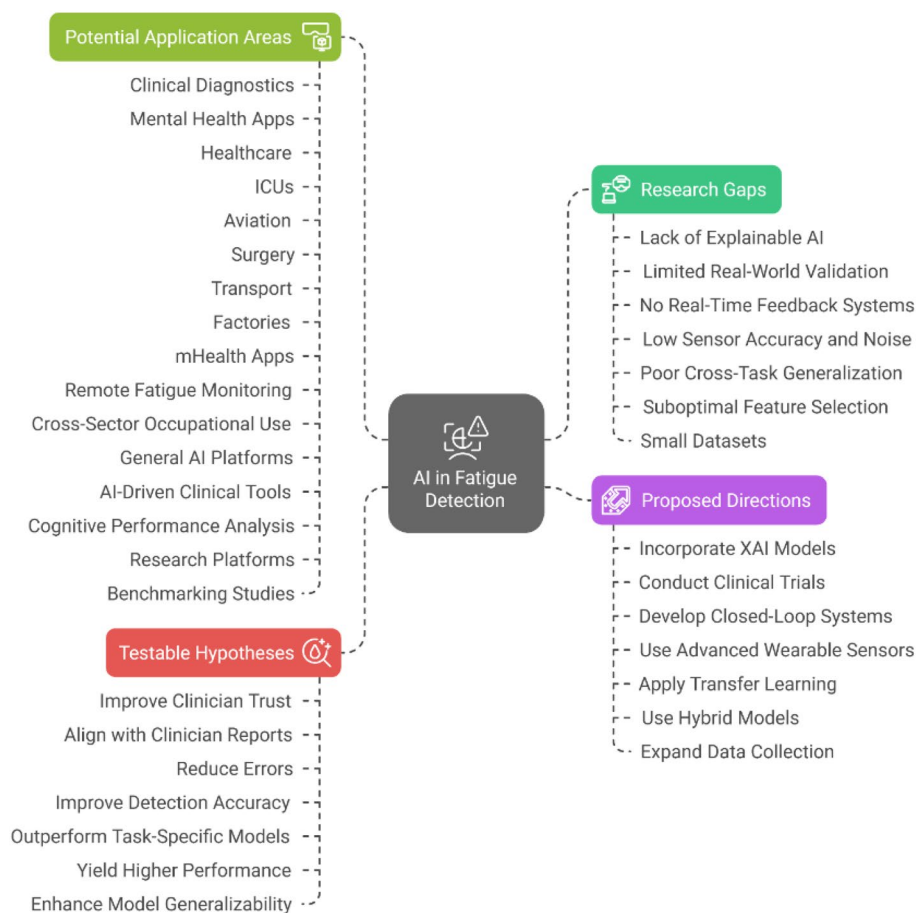 Potential Application Areas
Clinical Diagnostics
Mental Health Apps
Healthcare
ICUs
Aviation
Surgery
Transport
Factories
mHealth Apps
Remote Fatigue Monitoring
Cross-Sector Occupational Use
General AI Platforms
AI-Driven Clinical Tools
Cognitive Performance Analysis
Research Platforms
Benchmarking Studies
Testable Hypotheses
Improve Clinician Trust
Align with Clinician Reports
Reduce Errors
Improve Detection Accuracy
Outperform Task-Specific Models
Yield Higher Performance
Enhance Model Generalizability
AI in Fatigue
Detection
Research Gaps
Lack of Explainable AI
Limited Real-World Validation
No Real-Time Feedback Systems
Low Sensor Accuracy and Noise
Poor Cross-Task Generalization
Suboptimal Feature Selection
Small Datasets
Proposed Directions
Incorporate XAI Models
Conduct Clinical Trials
Develop Closed-Loop Systems
Use Advanced Wearable Sensors
Apply Transfer Learning
Use Hybrid Models
Expand Data Collection